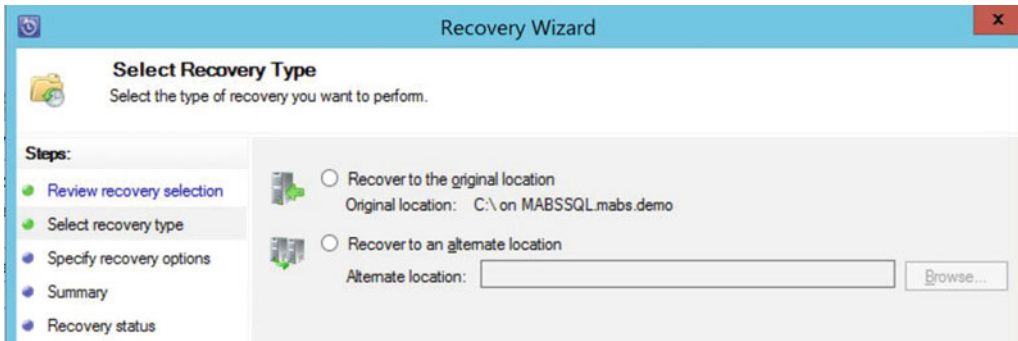 Recovery Wizard
x
Select Recovery Type
Select the type of recovery you want to perform.
Steps:
Review recovery selection
Select recovery type
Specify recovery options
Summary
Recovery status
Recover to the original location
Original location: C:\ on MABSSQL.mabs.demo
Recover to an alternate location
Alternate location:
Browse...